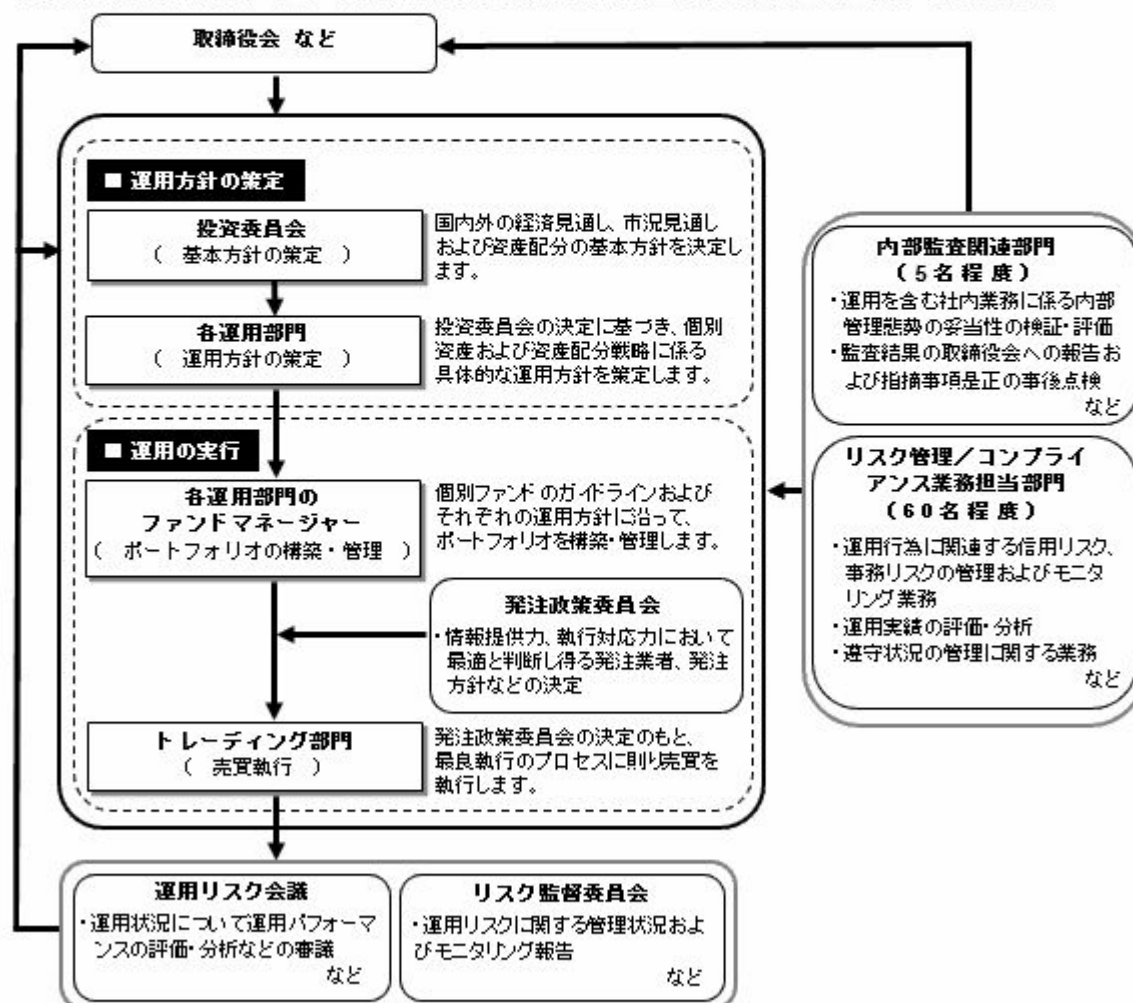 取締役会 など
■ 運用方針の策定
投資委員会
( 基本方針の策定 )
国内外の経済見通し、市況見通し
および資産配分の基本方針を決定し
ます。
各運用部門
( 運用方針の策定 )
投資委員会の決定に基づき、個別
資産および資産配分戦略に係る
具体的な運用方針を策定します。
■ 運用の実行
各運用部門の
ファンドマネージャー
( ポートフォリオの構築・管理 )
個別ファンドのガイドラインおよび
それぞれの運用方針に沿って、
ポートフォリオを構築・管理します。
発注政策委員会
・情報提供力、執行対応力において
最適と判断し得る発注業者、発注
方針などの決定
トレーディング部門
( 売買執行 )
発注政策委員会の決定のもと、
最良執行のプロセスに則り売買を
執行します。
内部監査関連部門
(5名程度)
・運用を含む社内業務に係る内部
管理態勢の妥当性の検証・評価
・監査結果の取締役会への報告お
よび指摘事項是正の事後点検
など
リスク管理/コンプライ
アンス業務担当部門
(60名程度)
・運用行為に関連する信用リスク、
事務リスクの管理およびモニタ
リング業務
・運用実績の評価・分析
・遵守状況の管理に関する業務
など
運用リスク会議
・運用状況について運用パフォーマ
ンスの評価・分析などの審議
など
リスク監督委員会
・運用リスクに関する管理状況およ
びモニタリング報告
など